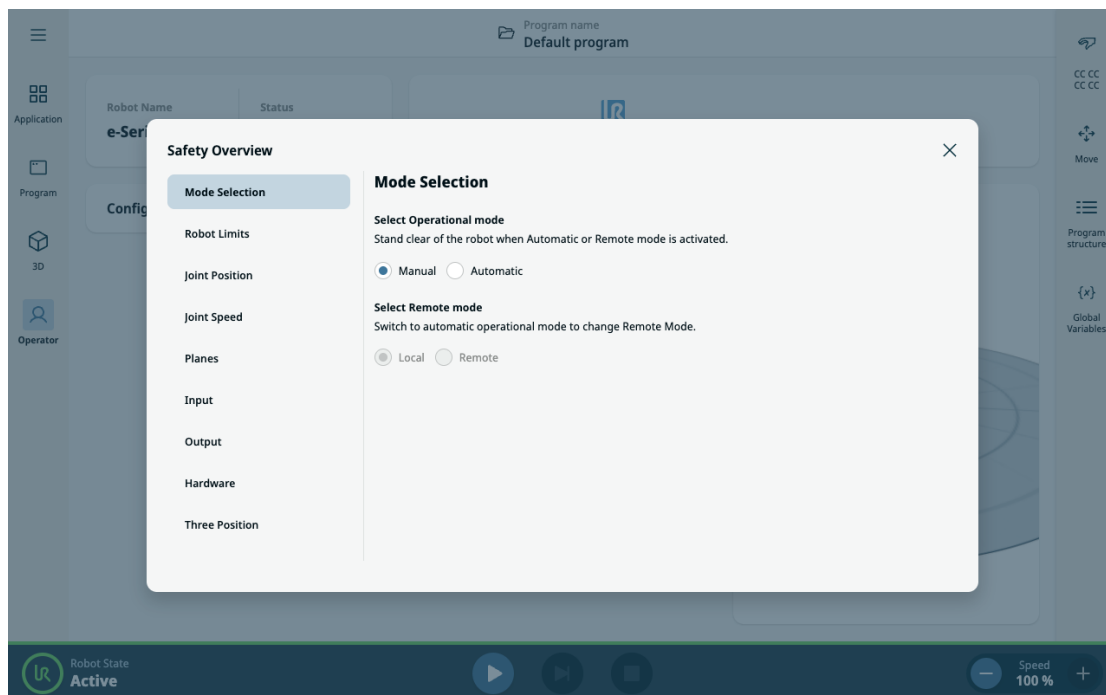 Program name
Default program
Application
Program
3D
Operator
Robot Name
Status
e-Seri
Config
Safety Overview
Mode Selection
Robot Limits
Joint Position
Joint Speed
Planes
Input
Output
Hardware
Three Position
Mode Selection
Select Operational mode
Stand clear of the robot when Automatic or Remote mode is activated.
Manual Automatic
Select Remote mode
Switch to automatic operational mode to change Remote Mode.
Local Remote
CC CC
CC CC
Move
Program
structure
{x}
Global
Variables
Robot State
Active
Speed
100 %